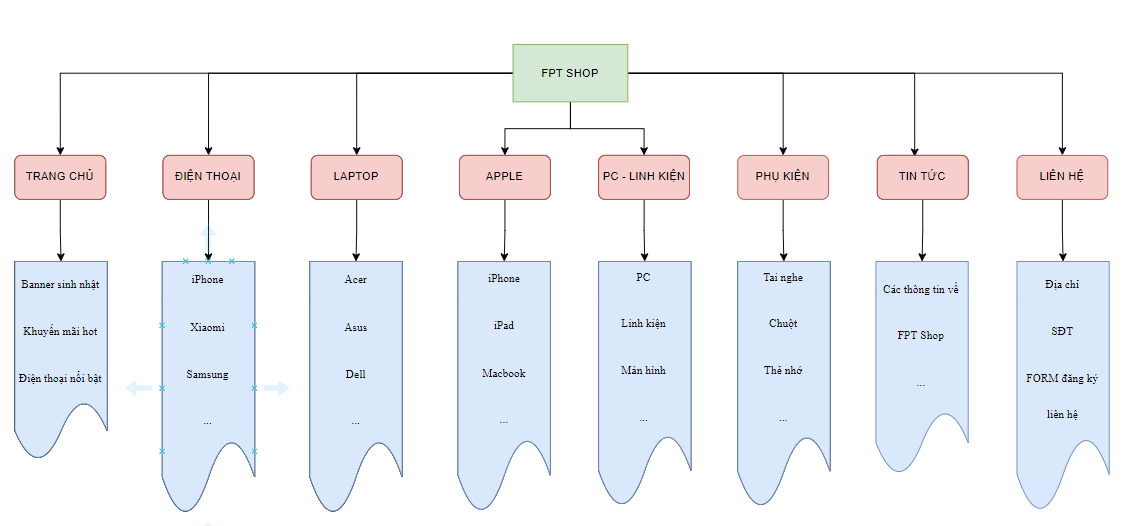 FPT SHOP
TRANG CHỦ
ĐIỆN THOẠI
LAPTOP
APPLE
PC - LINH KIỆN
PHỤ KIỆN
TIN TỨC
LIÊN HỆ
Banner sinh nhật
Khuyến mãi hot
Điện thoại nổi bật
iPhone
Xiaomi
Samsung
...
Acer
Asus
Dell
...
iPhone
iPad
Macbook
...
PC
Linh kiện
Màn hình
...
Tai nghe
Chuột
Thẻ nhớ
...
Các thông tin về
FPT Shop
...
Địa chỉ
SĐT
FORM đăng ký
liên hệ